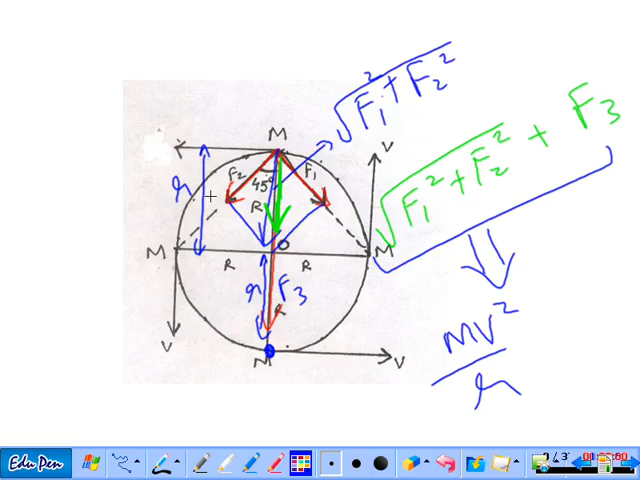 √F₁² + F₂²
√F₁² + F₂² + F₃
MV²/r
M
F₂
F₁
45°
V
r
R
M
O
M
R
R
r
F₃
R
V
M
V
Edu Pen